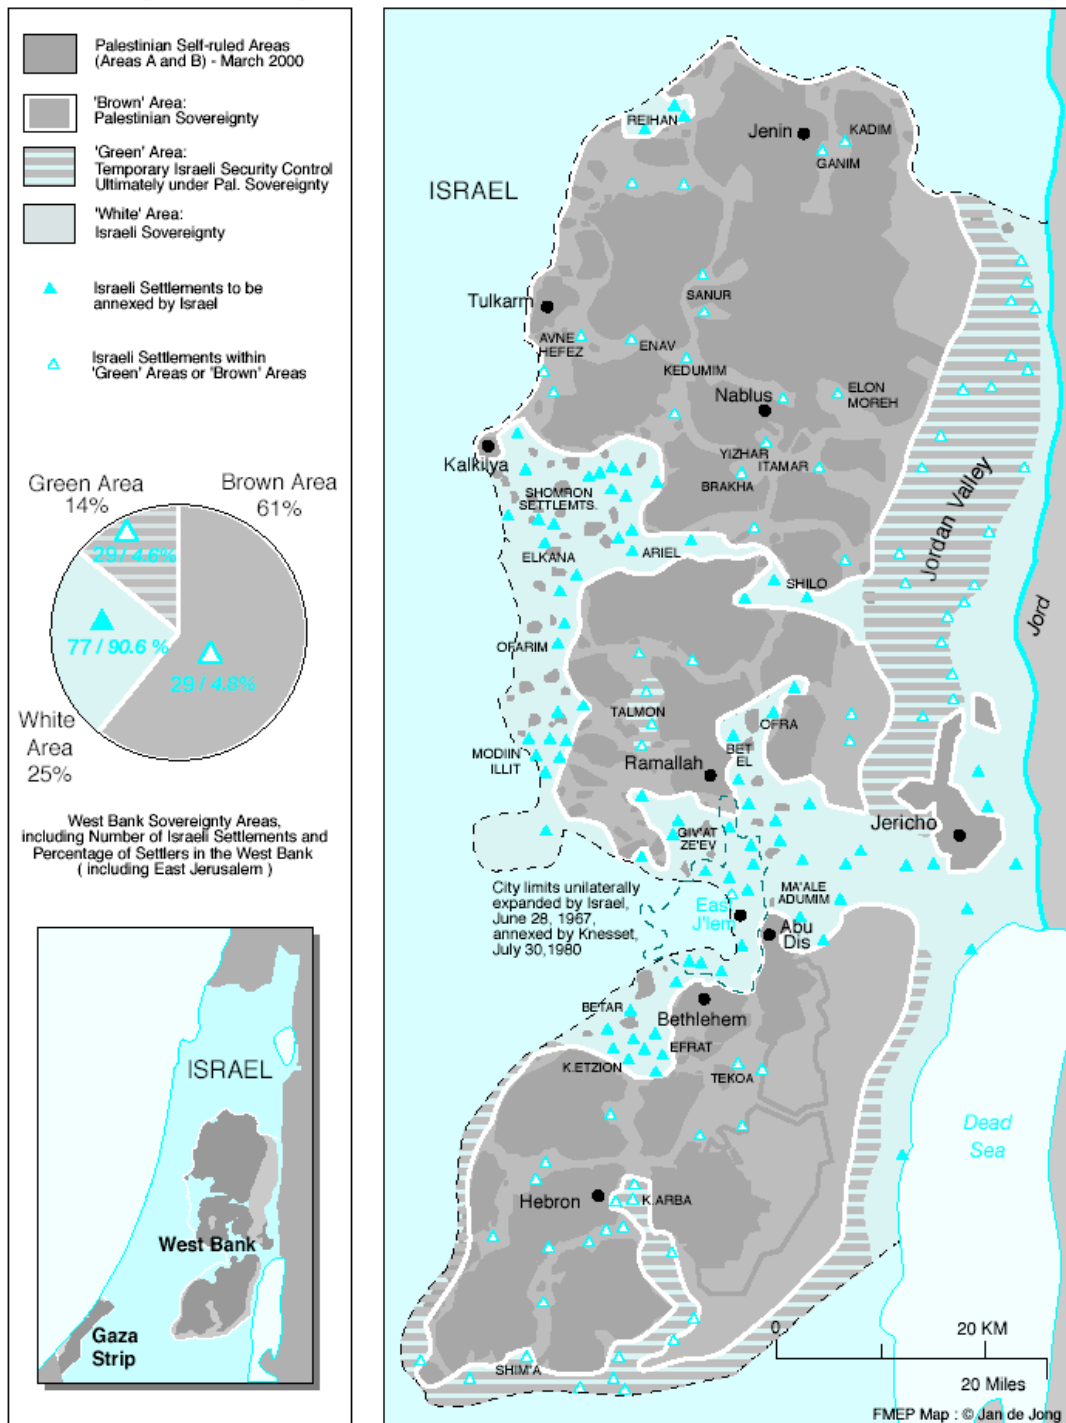 Palestinian Self-ruled Areas
(Areas A and B) - March 2000
'Brown' Area:
Palestinian Sovereignty
'Green' Area:
Temporary Israeli Security Control
Ultimately under Pal. Sovereignty
'White' Area:
Israeli Sovereignty
Israeli Settlements to be
annexed by Israel
Israeli Settlements within
'Green' Areas or 'Brown' Areas
Green Area
14%
Brown Area
61%
29 / 4.6%
77 / 90.6 %
29 / 4.8%
White
Area
25%
West Bank Sovereignty Areas,
including Number of Israeli Settlements and
Percentage of Settlers in the West Bank
( including East Jerusalem )
ISRAEL
West Bank
Gaza
Strip
REIHAN
Jenin
KADIM
GANIM
ISRAEL
SANUR
Tulkarm
AVNE
HEFEZ
ENAV
KEDUMIM
Nablus
ELON
MOREH
Kalkilya
YIZHAR
ITAMAR
BRAKHA
SHOMRON
SETTLEMTS.
Jordan Valley
ELKANA
ARIEL
SHILO
Jord
OFARIM
TALMON
OFRA
MODIIN
ILLIT
BET
EL
Ramallah
GIV'AT
ZE'EV
Jericho
City limits unilaterally
expanded by Israel,
June 28, 1967,
annexed by Knesset,
July 30,1980
MA'ALE
ADUMIM
East
J'lem
Abu
Dis
BETAR
Bethlehem
EFRAT
K.ETZION
TEKOA
Dead
Sea
Hebron
K.ARBA
SHIM'A
0
20 KM
20 Miles
FMEP Map : © Jan de Jong